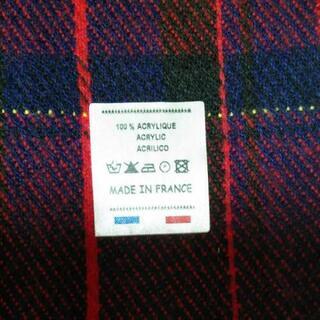 100 % ACRYLIQUE
ACRYLIC
ACRILICO
MADE IN FRANCE